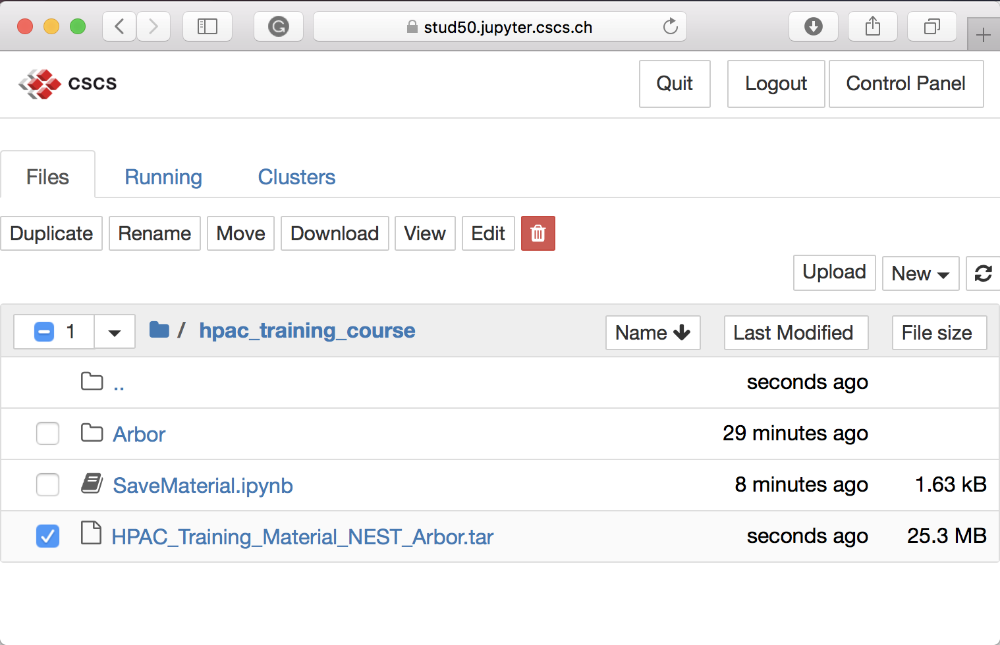 stud50.jupyter.cscs.ch
cscs
Quit Logout Control Panel
Files Running Clusters
Duplicate Rename Move Download View Edit
Upload New
1 / hpac_training_course Name Last Modified File size
.. seconds ago
Arbor 29 minutes ago
SaveMaterial.ipynb 8 minutes ago 1.63 kB
HPAC_Training_Material_NEST_Arbor.tar seconds ago 25.3 MB